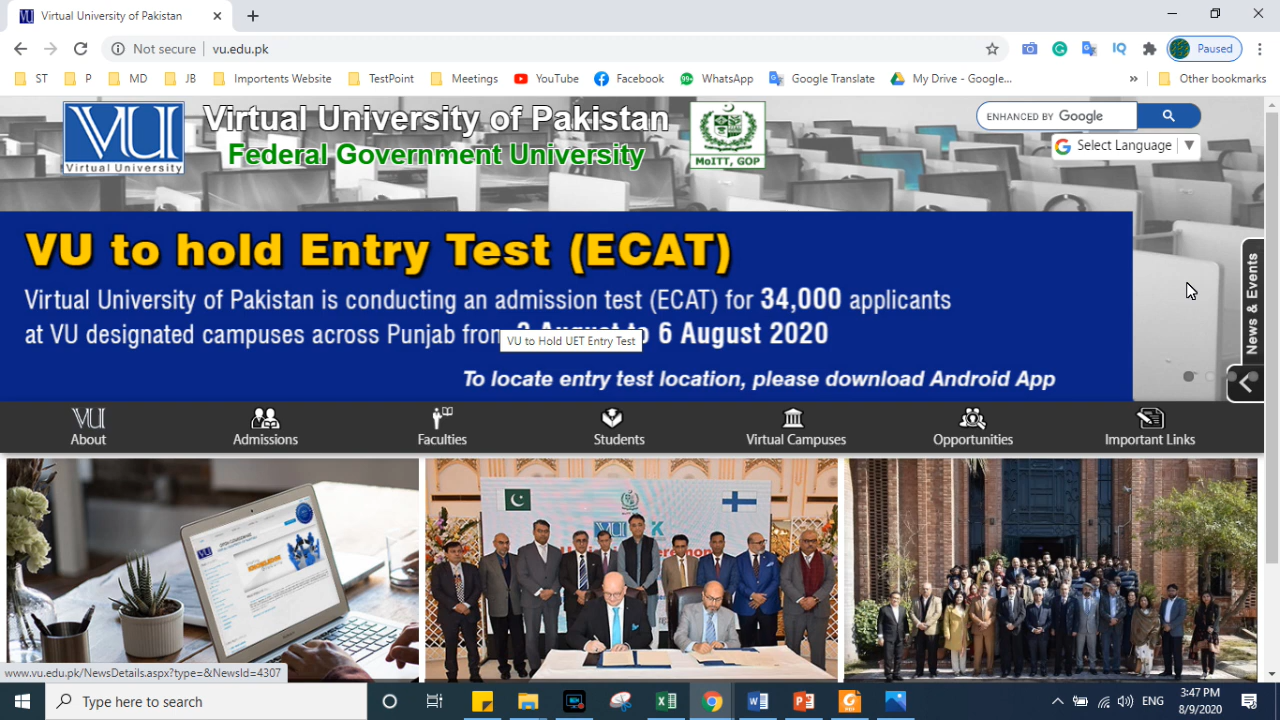 Virtual University of Pakistan
Not secure
vu.edu.pk
Paused
ST
P
MD
JB
Importents Website
TestPoint
Meetings
YouTube
Facebook
99+
WhatsApp
Google Translate
My Drive - Google...
»
Other bookmarks
VU
Virtual University
Virtual University of Pakistan
Federal Government University
MoITT, GOP
ENHANCED BY Google
Select Language
VU to hold Entry Test (ECAT)
Virtual University of Pakistan is conducting an admission test (ECAT) for 34,000 applicants
at VU designated campuses across Punjab from August to 6 August 2020
VU to Hold UET Entry Test
To locate entry test location, please download Android App
News & Events
VU
About
Admissions
Faculties
Students
Virtual Campuses
Opportunities
Important Links
www.vu.edu.pk/NewsDetails.aspx?type=&NewsId=4307
Type here to search
ENG
3:47 PM
8/9/2020